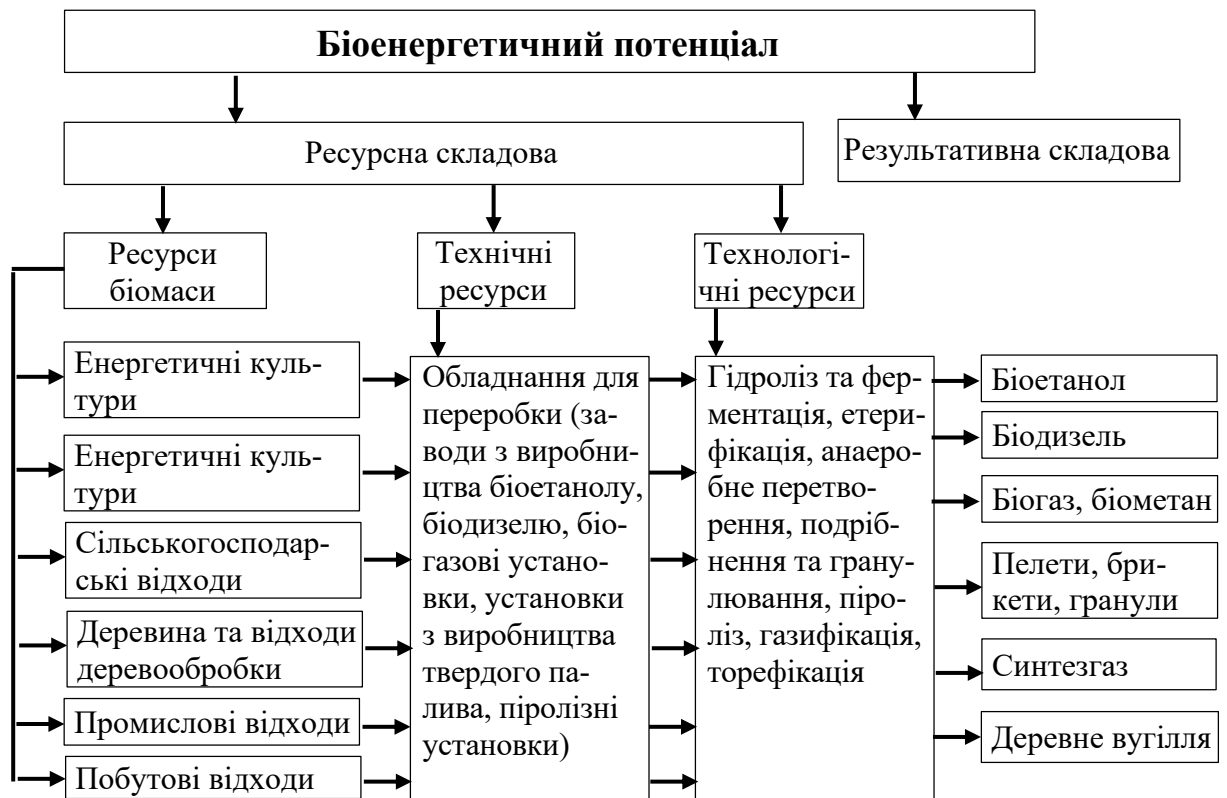 Біоенергетичний потенціал
Ресурсна складова
Результативна складова
Ресурси
біомаси
Технічні
ресурси
Технологі-
чні ресурси
Енергетичні куль-
тури
Енергетичні куль-
тури
Сільськогосподар-
ські відходи
Деревина та відходи
деревообробки
Промислові відходи
Побутові відходи
Обладнання для
переробки (за-
води з виробни-
цтва біоетанолу,
біодизелю, біо-
газові устано-
вки, установки
з виробництва
твердого па-
лива, піролізні
установки)
Гідроліз та фер-
ментація, етери-
фікація, анаеро-
бне перетво-
рення, подріб-
нення та грану-
лювання, піро-
ліз, газифікація,
торефікація
Біоетанол
Біодизель
Біогаз, біометан
Пелети, бри-
кети, гранули
Синтезгаз
Деревне вугілля